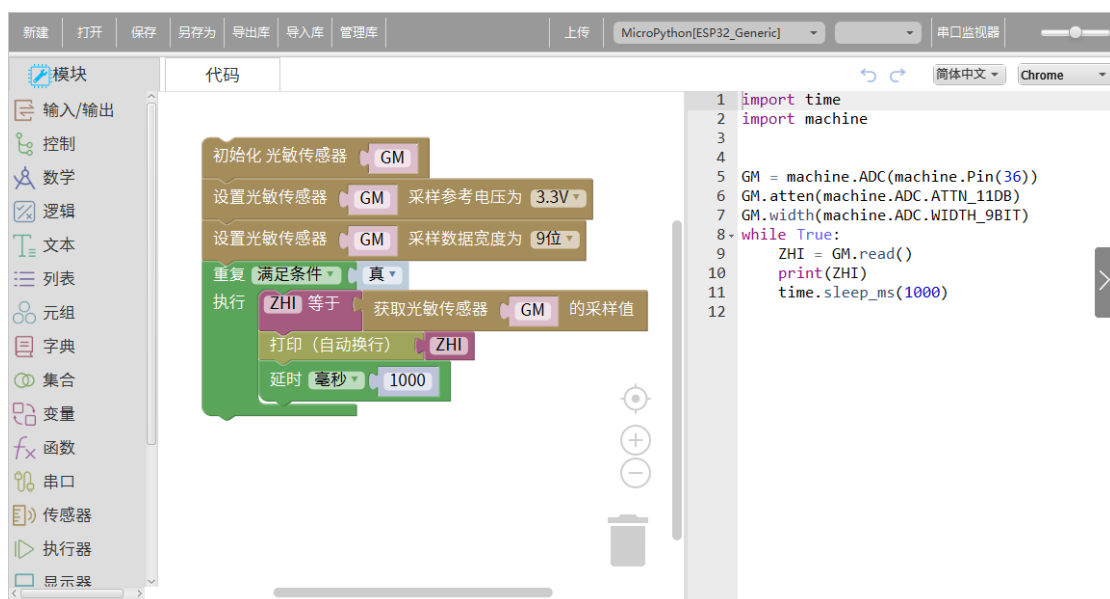 新建 打开 保存 另存为 导出库 导入库 管理库 上传 MicroPython[ESP32_Generic] 串口监视器
模块 代码 简体中文 Chrome
输入/输出
控制
数学
逻辑
文本
列表
元组
字典
集合
变量
函数
串口
传感器
执行器
显示器
初始化 光敏传感器 GM
设置光敏传感器 GM 采样参考电压为 3.3V
设置光敏传感器 GM 采样数据宽度为 9位
重复 满足条件 真
执行 ZHI 等于 获取光敏传感器 GM 的采样值
打印（自动换行） ZHI
延时 毫秒 1000
1 import time
2 import machine
3
4
5 GM = machine.ADC(machine.Pin(36))
6 GM.atten(machine.ADC.ATTN_11DB)
7 GM.width(machine.ADC.WIDTH_9BIT)
8 while True:
9 ZHI = GM.read()
10 print(ZHI)
11 time.sleep_ms(1000)
12